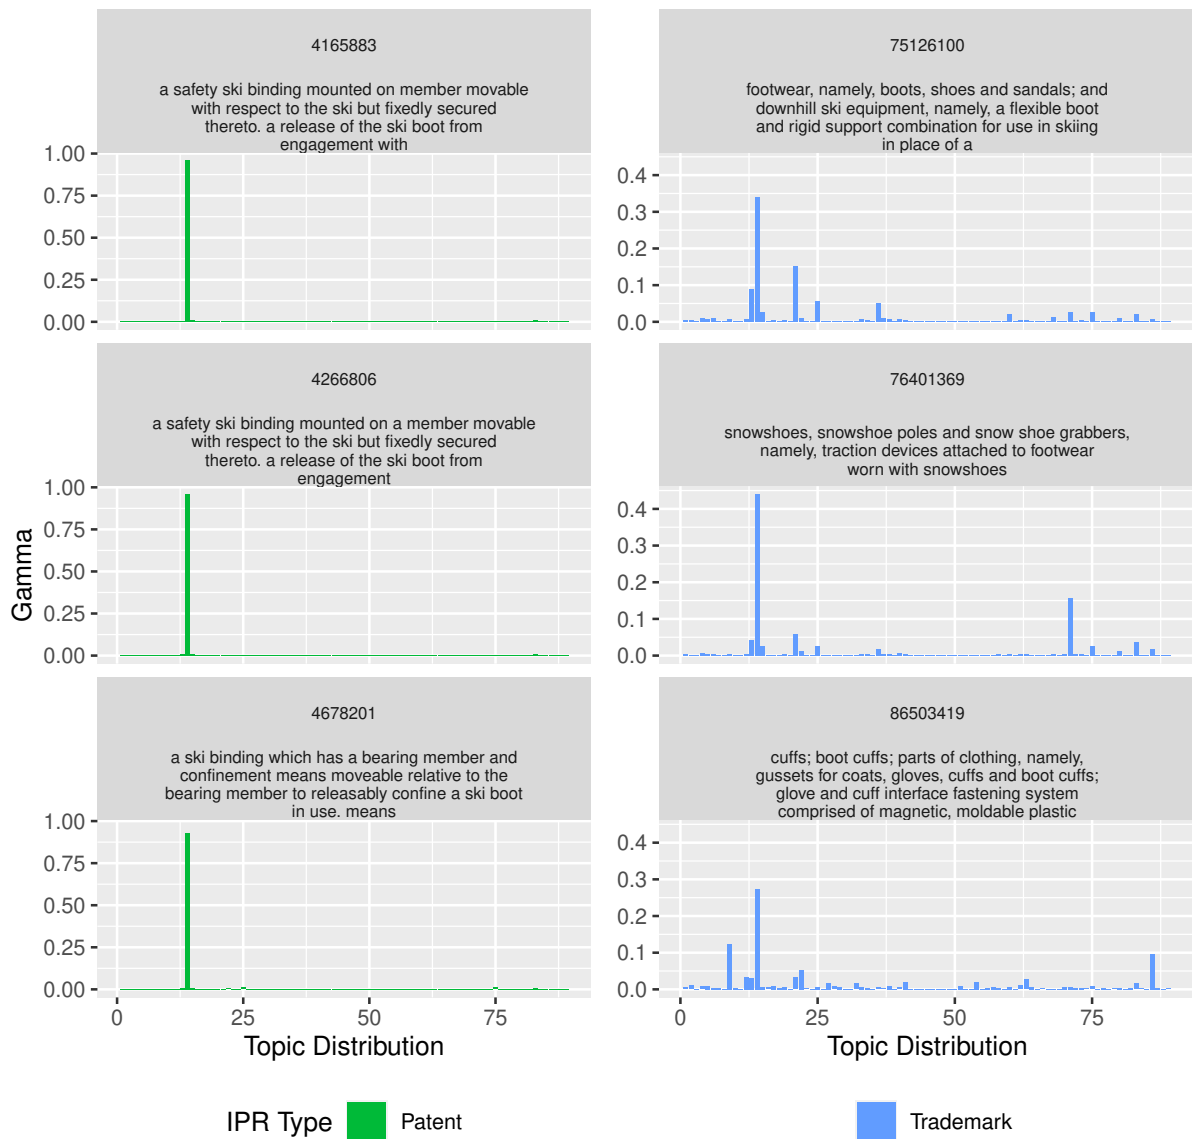 4165883
a safety ski binding mounted on member movable
with respect to the ski but fixedly secured
thereto. a release of the ski boot from
engagement with
1.00
0.75
0.50
0.25
0.00
75126100
footwear, namely, boots, shoes and sandals; and
downhill ski equipment, namely, a flexible boot
and rigid support combination for use in skiing
in place of a
0.4
0.3
0.2
0.1
0.0
4266806
a safety ski binding mounted on a member movable
with respect to the ski but fixedly secured
thereto. a release of the ski boot from
engagement
1.00
0.75
0.50
0.25
0.00
76401369
snowshoes, snowshoe poles and snow shoe grabbers,
namely, traction devices attached to footwear
worn with snowshoes
0.4
0.3
0.2
0.1
0.0
Gamma
4678201
a ski binding which has a bearing member and
confinement means moveable relative to the
bearing member to releasably confine a ski boot
in use. means
1.00
0.75
0.50
0.25
0.00
0 25 50 75
Topic Distribution
86503419
cuffs; boot cuffs; parts of clothing, namely,
gussets for coats, gloves, cuffs and boot cuffs;
glove and cuff interface fastening system
comprised of magnetic, moldable plastic
0.4
0.3
0.2
0.1
0.0
0 25 50 75
Topic Distribution
IPR Type Patent Trademark